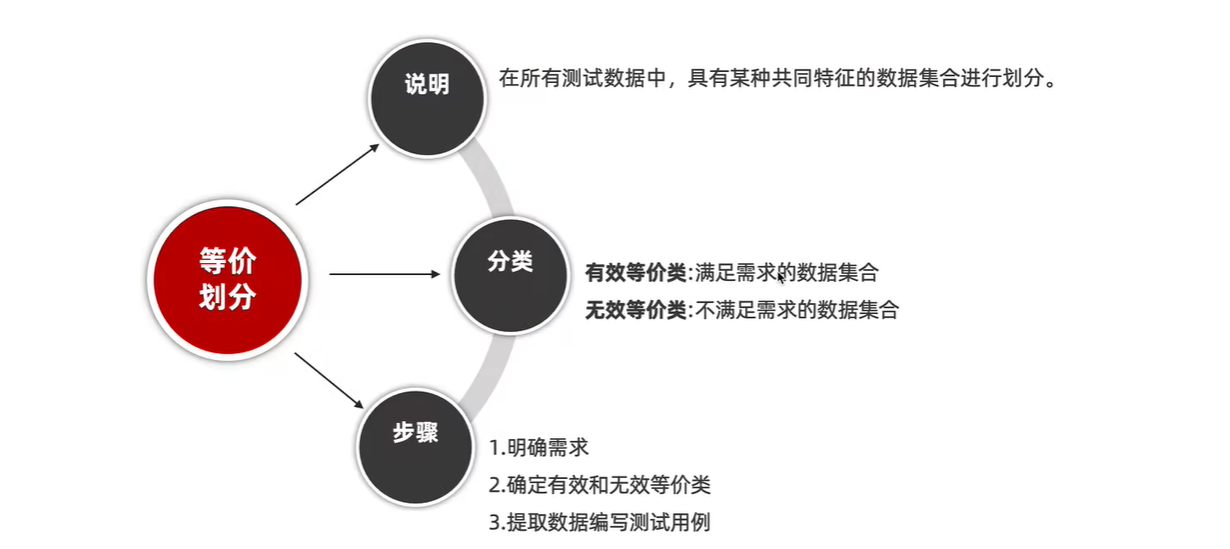 说明
在所有测试数据中，具有某种共同特征的数据集合进行划分。
等价
划分
分类
有效等价类:满足需求的数据集合
无效等价类:不满足需求的数据集合
步骤
1.明确需求
2.确定有效和无效等价类
3.提取数据编写测试用例